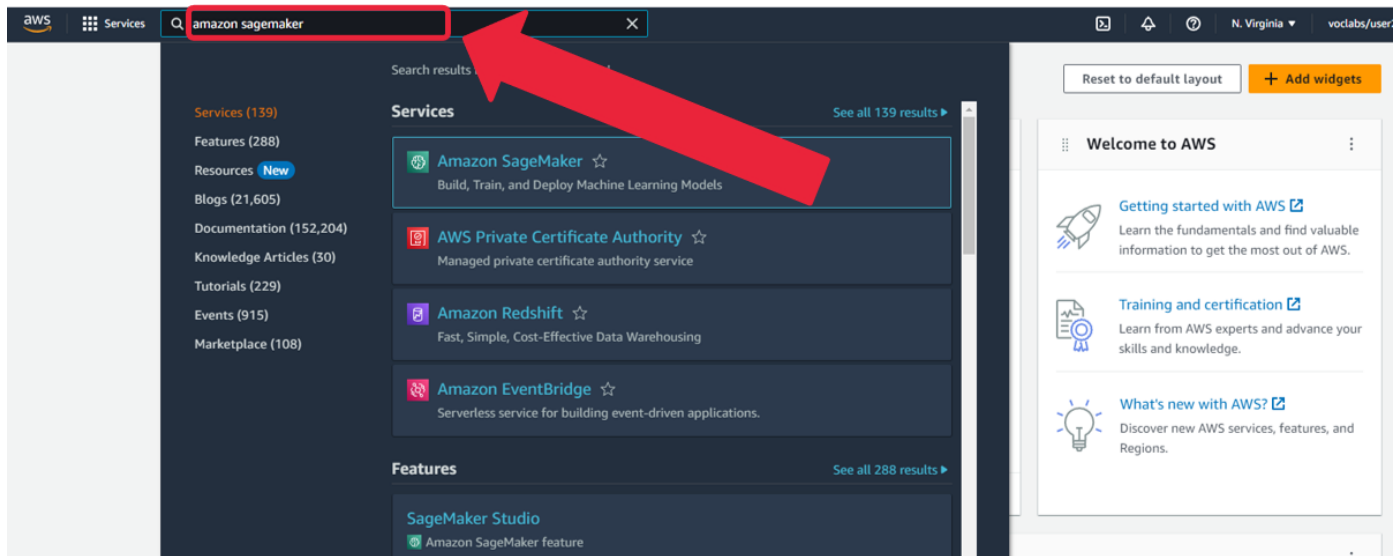 aws
Services
amazon sagemaker
N. Virginia
voclabs/user
Search results
Services (139)
Features (288)
Resources New
Blogs (21,605)
Documentation (152,204)
Knowledge Articles (30)
Tutorials (229)
Events (915)
Marketplace (108)
Services
See all 139 results
Amazon SageMaker
Build, Train, and Deploy Machine Learning Models
AWS Private Certificate Authority
Managed private certificate authority service
Amazon Redshift
Fast, Simple, Cost-Effective Data Warehousing
Amazon EventBridge
Serverless service for building event-driven applications.
Features
See all 288 results
SageMaker Studio
Amazon SageMaker feature
Reset to default layout
+ Add widgets
Welcome to AWS
Getting started with AWS
Learn the fundamentals and find valuable
information to get the most out of AWS.
Training and certification
Learn from AWS experts and advance your
skills and knowledge.
What's new with AWS?
Discover new AWS services, features, and
Regions.